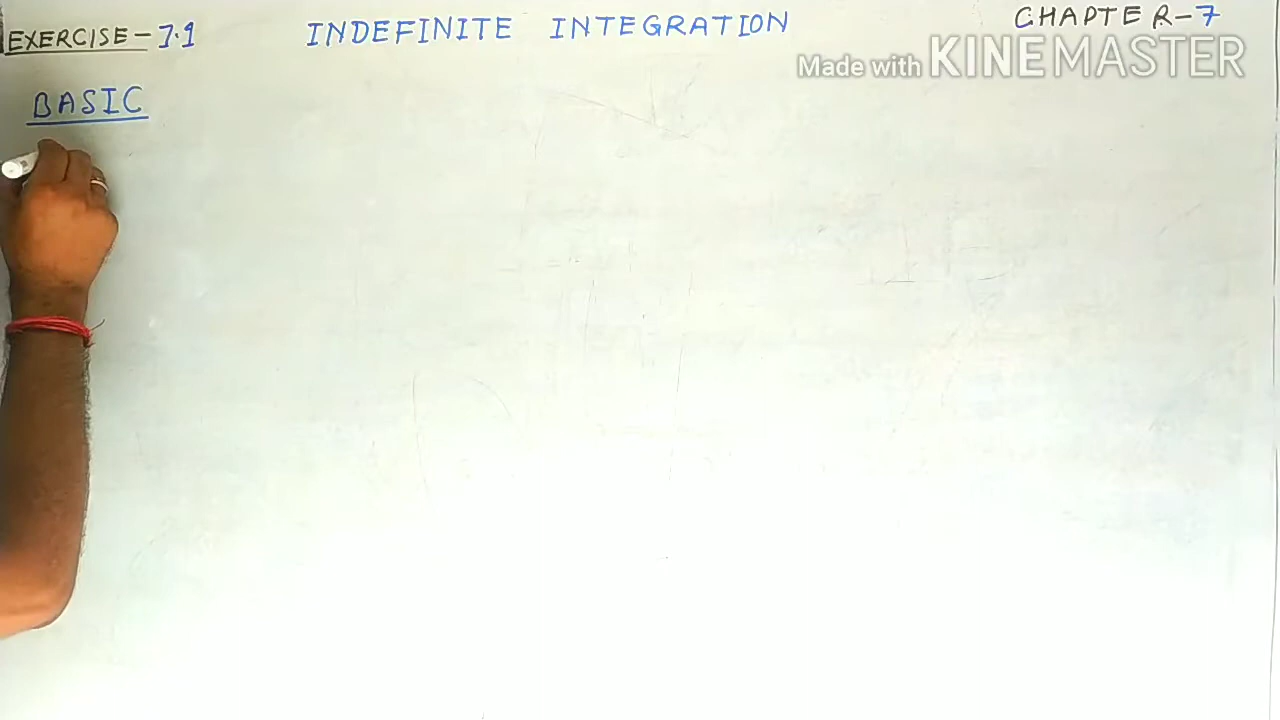 EXERCISE-7.1 INDEFINITE INTEGRATION CHAPTER-7
Made with KINEMASTER
BASIC